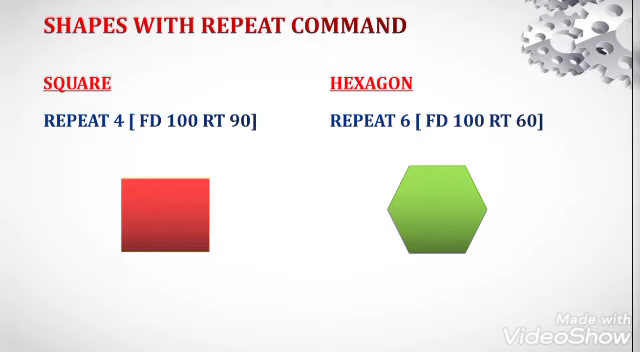 SHAPES WITH REPEAT COMMAND
SQUARE
REPEAT 4 [ FD 100 RT 90]
HEXAGON
REPEAT 6 [ FD 100 RT 60]
Made with
VideoShow